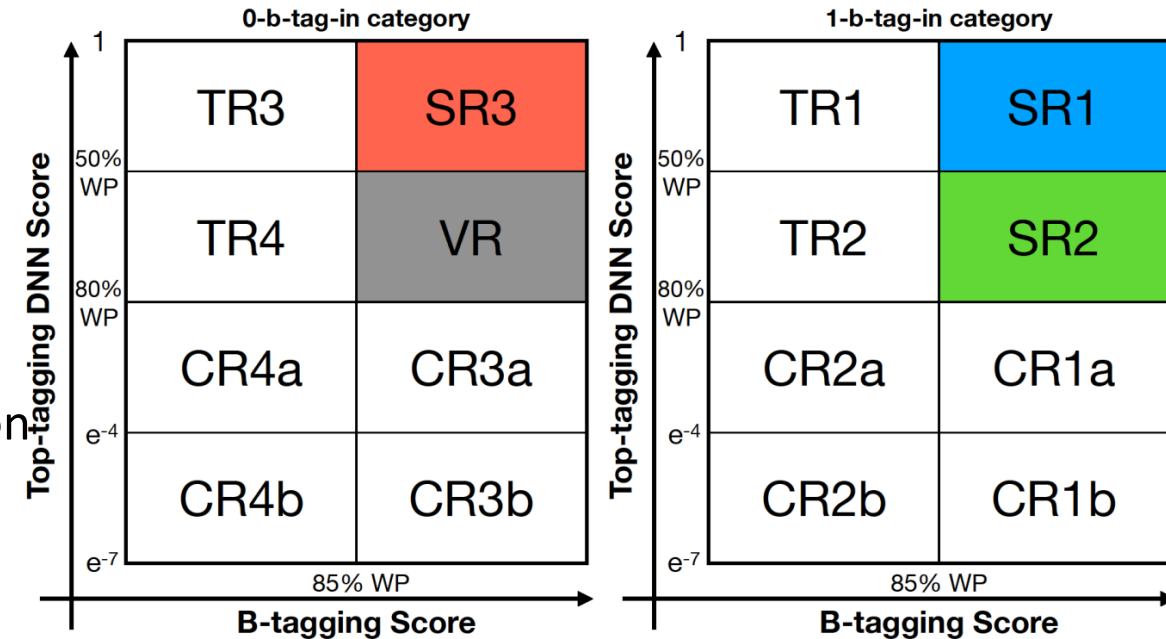 0-b-tag-in category
1
TR3 SR3
50%
WP
TR4 VR
80%
WP
CR4a CR3a
e-4
CR4b CR3b
e-7
85% WP
B-tagging Score
Top-tagging DNN Score
on
1-b-tag-in category
1
TR1 SR1
50%
WP
TR2 SR2
80%
WP
CR2a CR1a
e-4
CR2b CR1b
e-7
85% WP
B-tagging Score
Top-tagging DNN Score